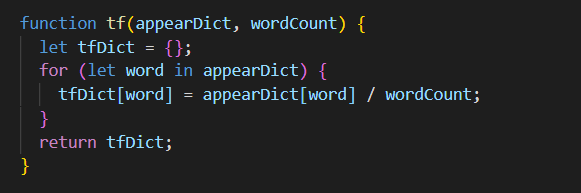 function tf(appearDict, wordCount) {
  let tfDict = {};
  for (let word in appearDict) {
    tfDict[word] = appearDict[word] / wordCount;
  }
  return tfDict;
}